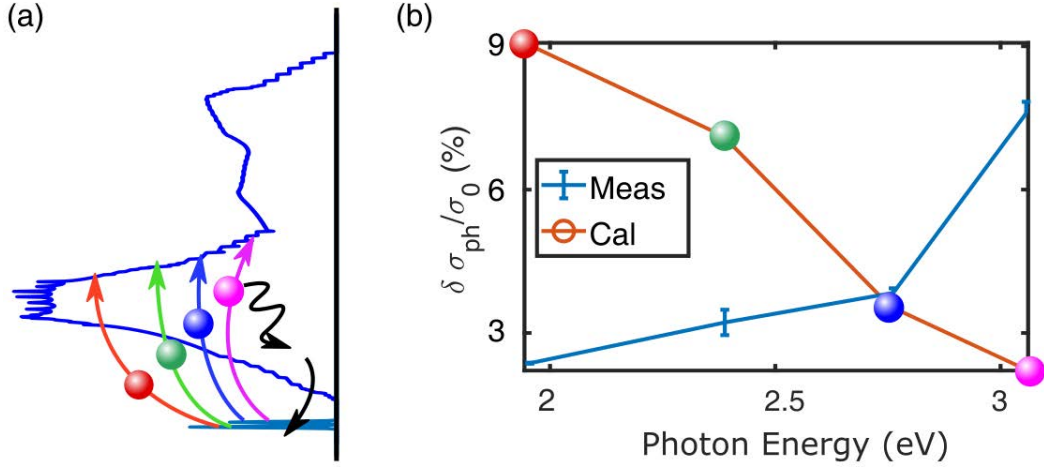 (a)
(b)
9
6
3
δ σph/σ0 (%)
Meas
Cal
2
2.5
3
Photon Energy (eV)